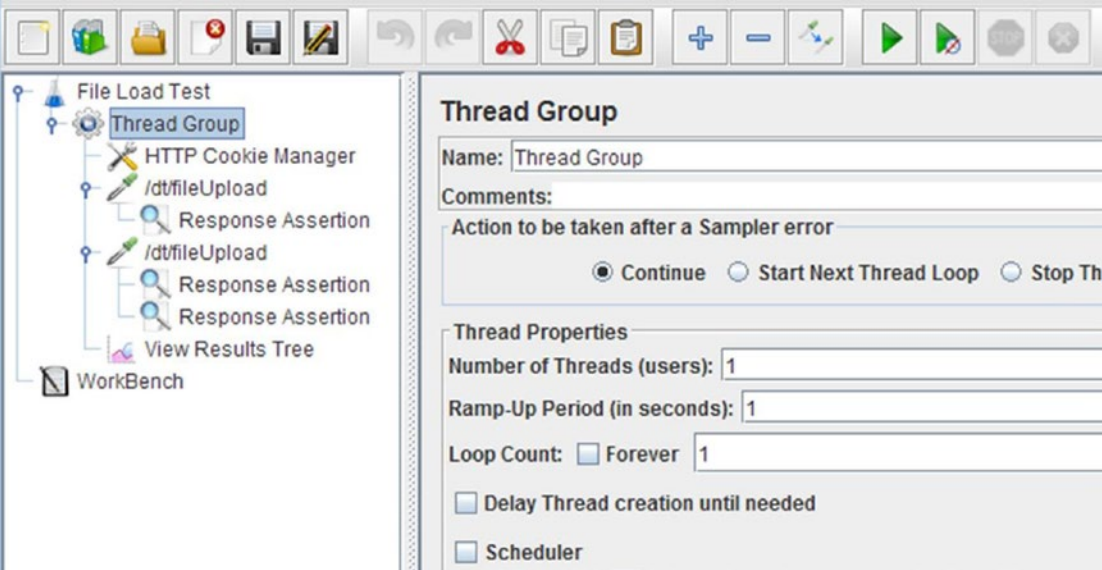 STOP
File Load Test
Thread Group
HTTP Cookie Manager
/dt/fileUpload
Response Assertion
/dt/fileUpload
Response Assertion
Response Assertion
View Results Tree
WorkBench
Thread Group
Name: Thread Group
Comments:
Action to be taken after a Sampler error
Continue Start Next Thread Loop Stop Th
Thread Properties
Number of Threads (users): 1
Ramp-Up Period (in seconds): 1
Loop Count: Forever 1
Delay Thread creation until needed
Scheduler